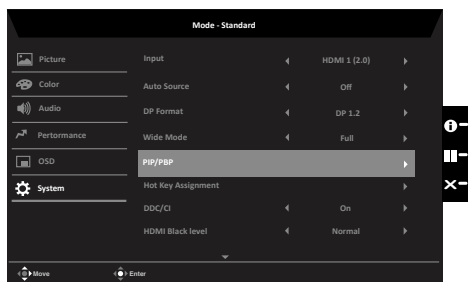 Mode - Standard
Picture
Color
Audio
Pertormance
OSD
System
Input HDMI 1 (2.0)
Auto Source Off
DP Format DP 1.2
Wide Mode Full
PIP/PBP
Hot Key Assignment
DDC/CI On
HDMI Black level Normal
Move Enter